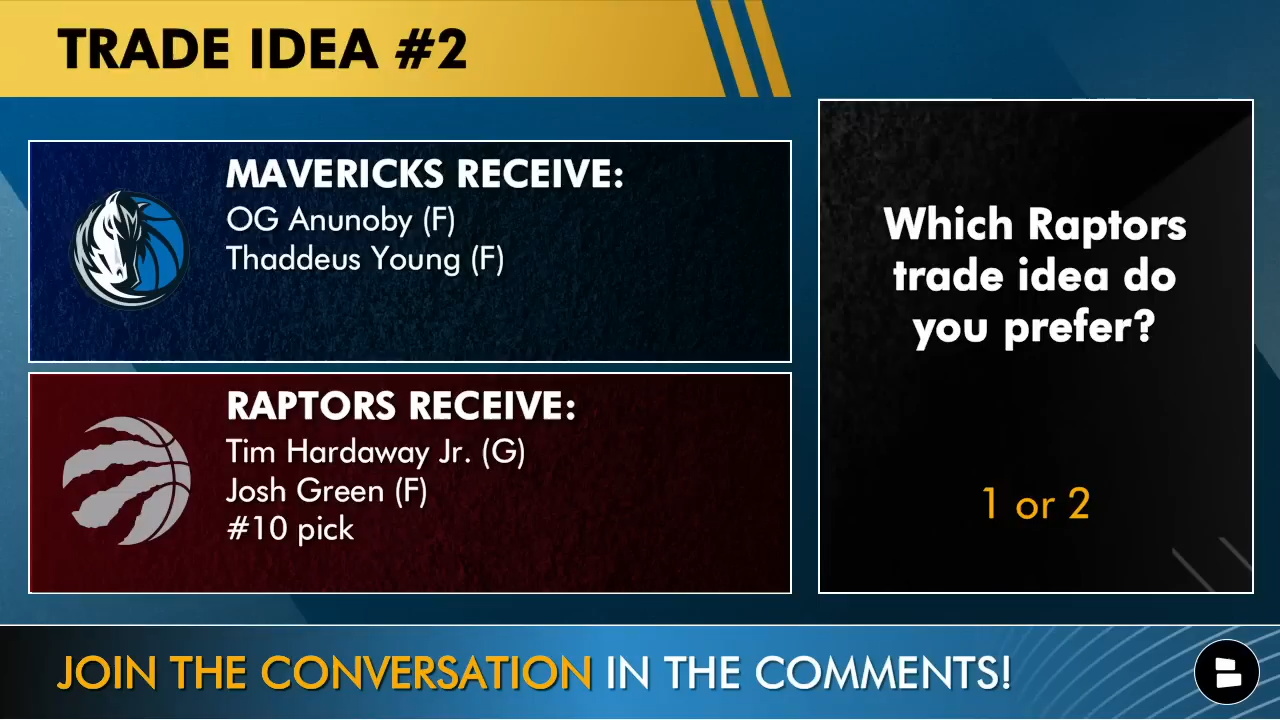 TRADE IDEA #2
MAVERICKS RECEIVE:
OG Anunoby (F)
Thaddeus Young (F)
RAPTORS RECEIVE:
Tim Hardaway Jr. (G)
Josh Green (F)
#10 pick
Which Raptors
trade idea do
you prefer?
1 or 2
JOIN THE CONVERSATION IN THE COMMENTS!